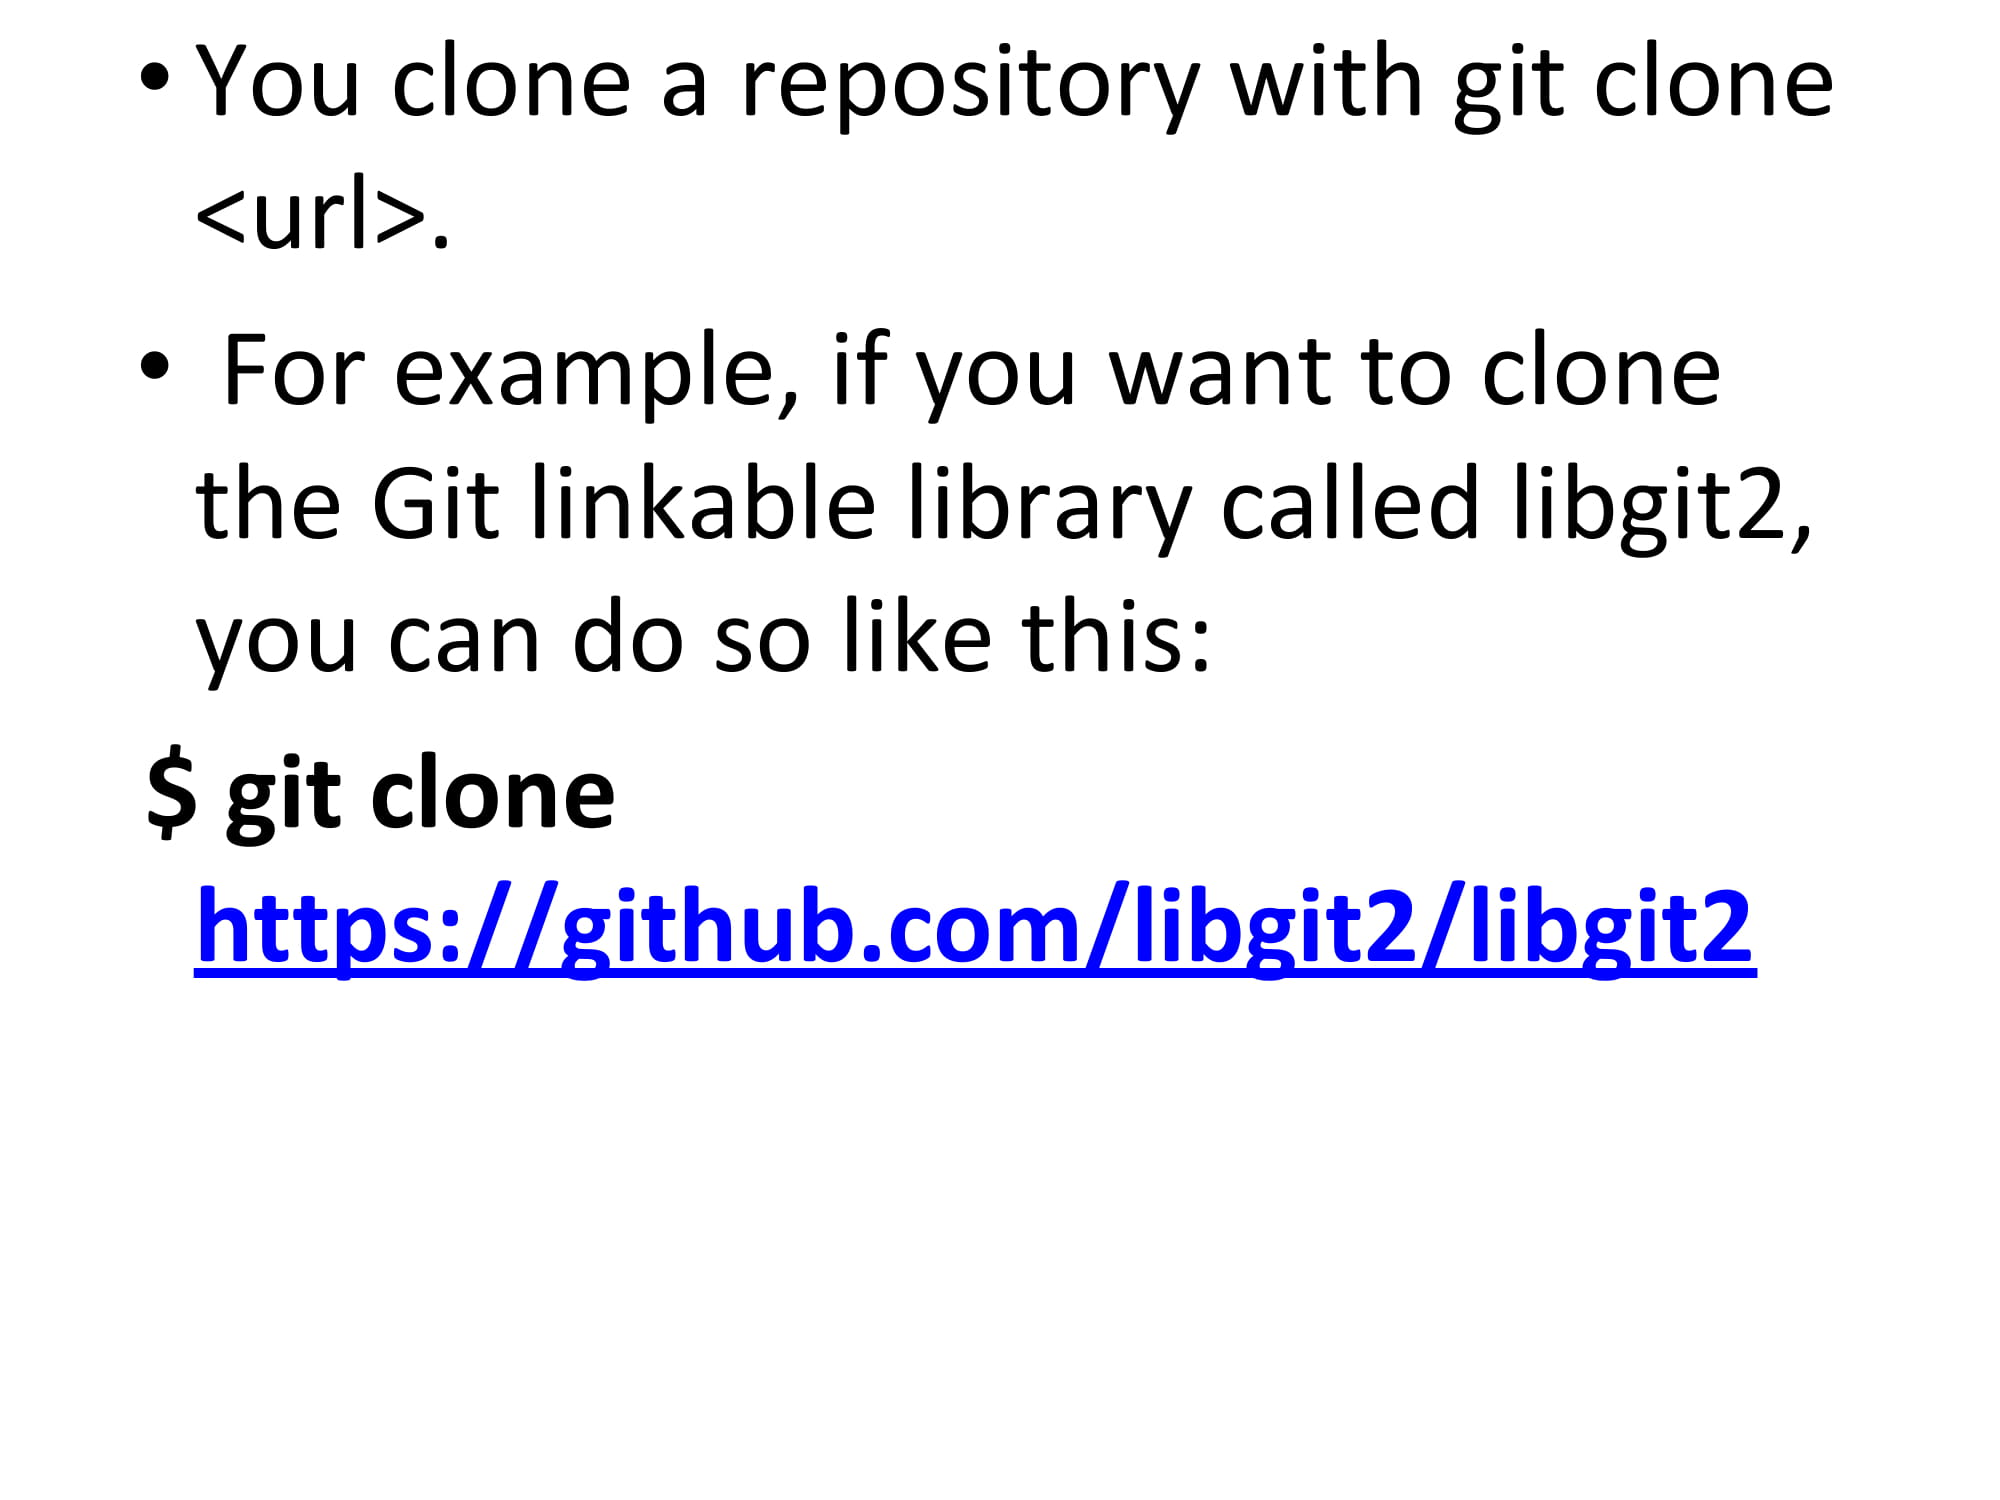 • You clone a repository with git clone
<url>.
• For example, if you want to clone
the Git linkable library called libgit2,
you can do so like this:
$ git clone
https://github.com/libgit2/libgit2